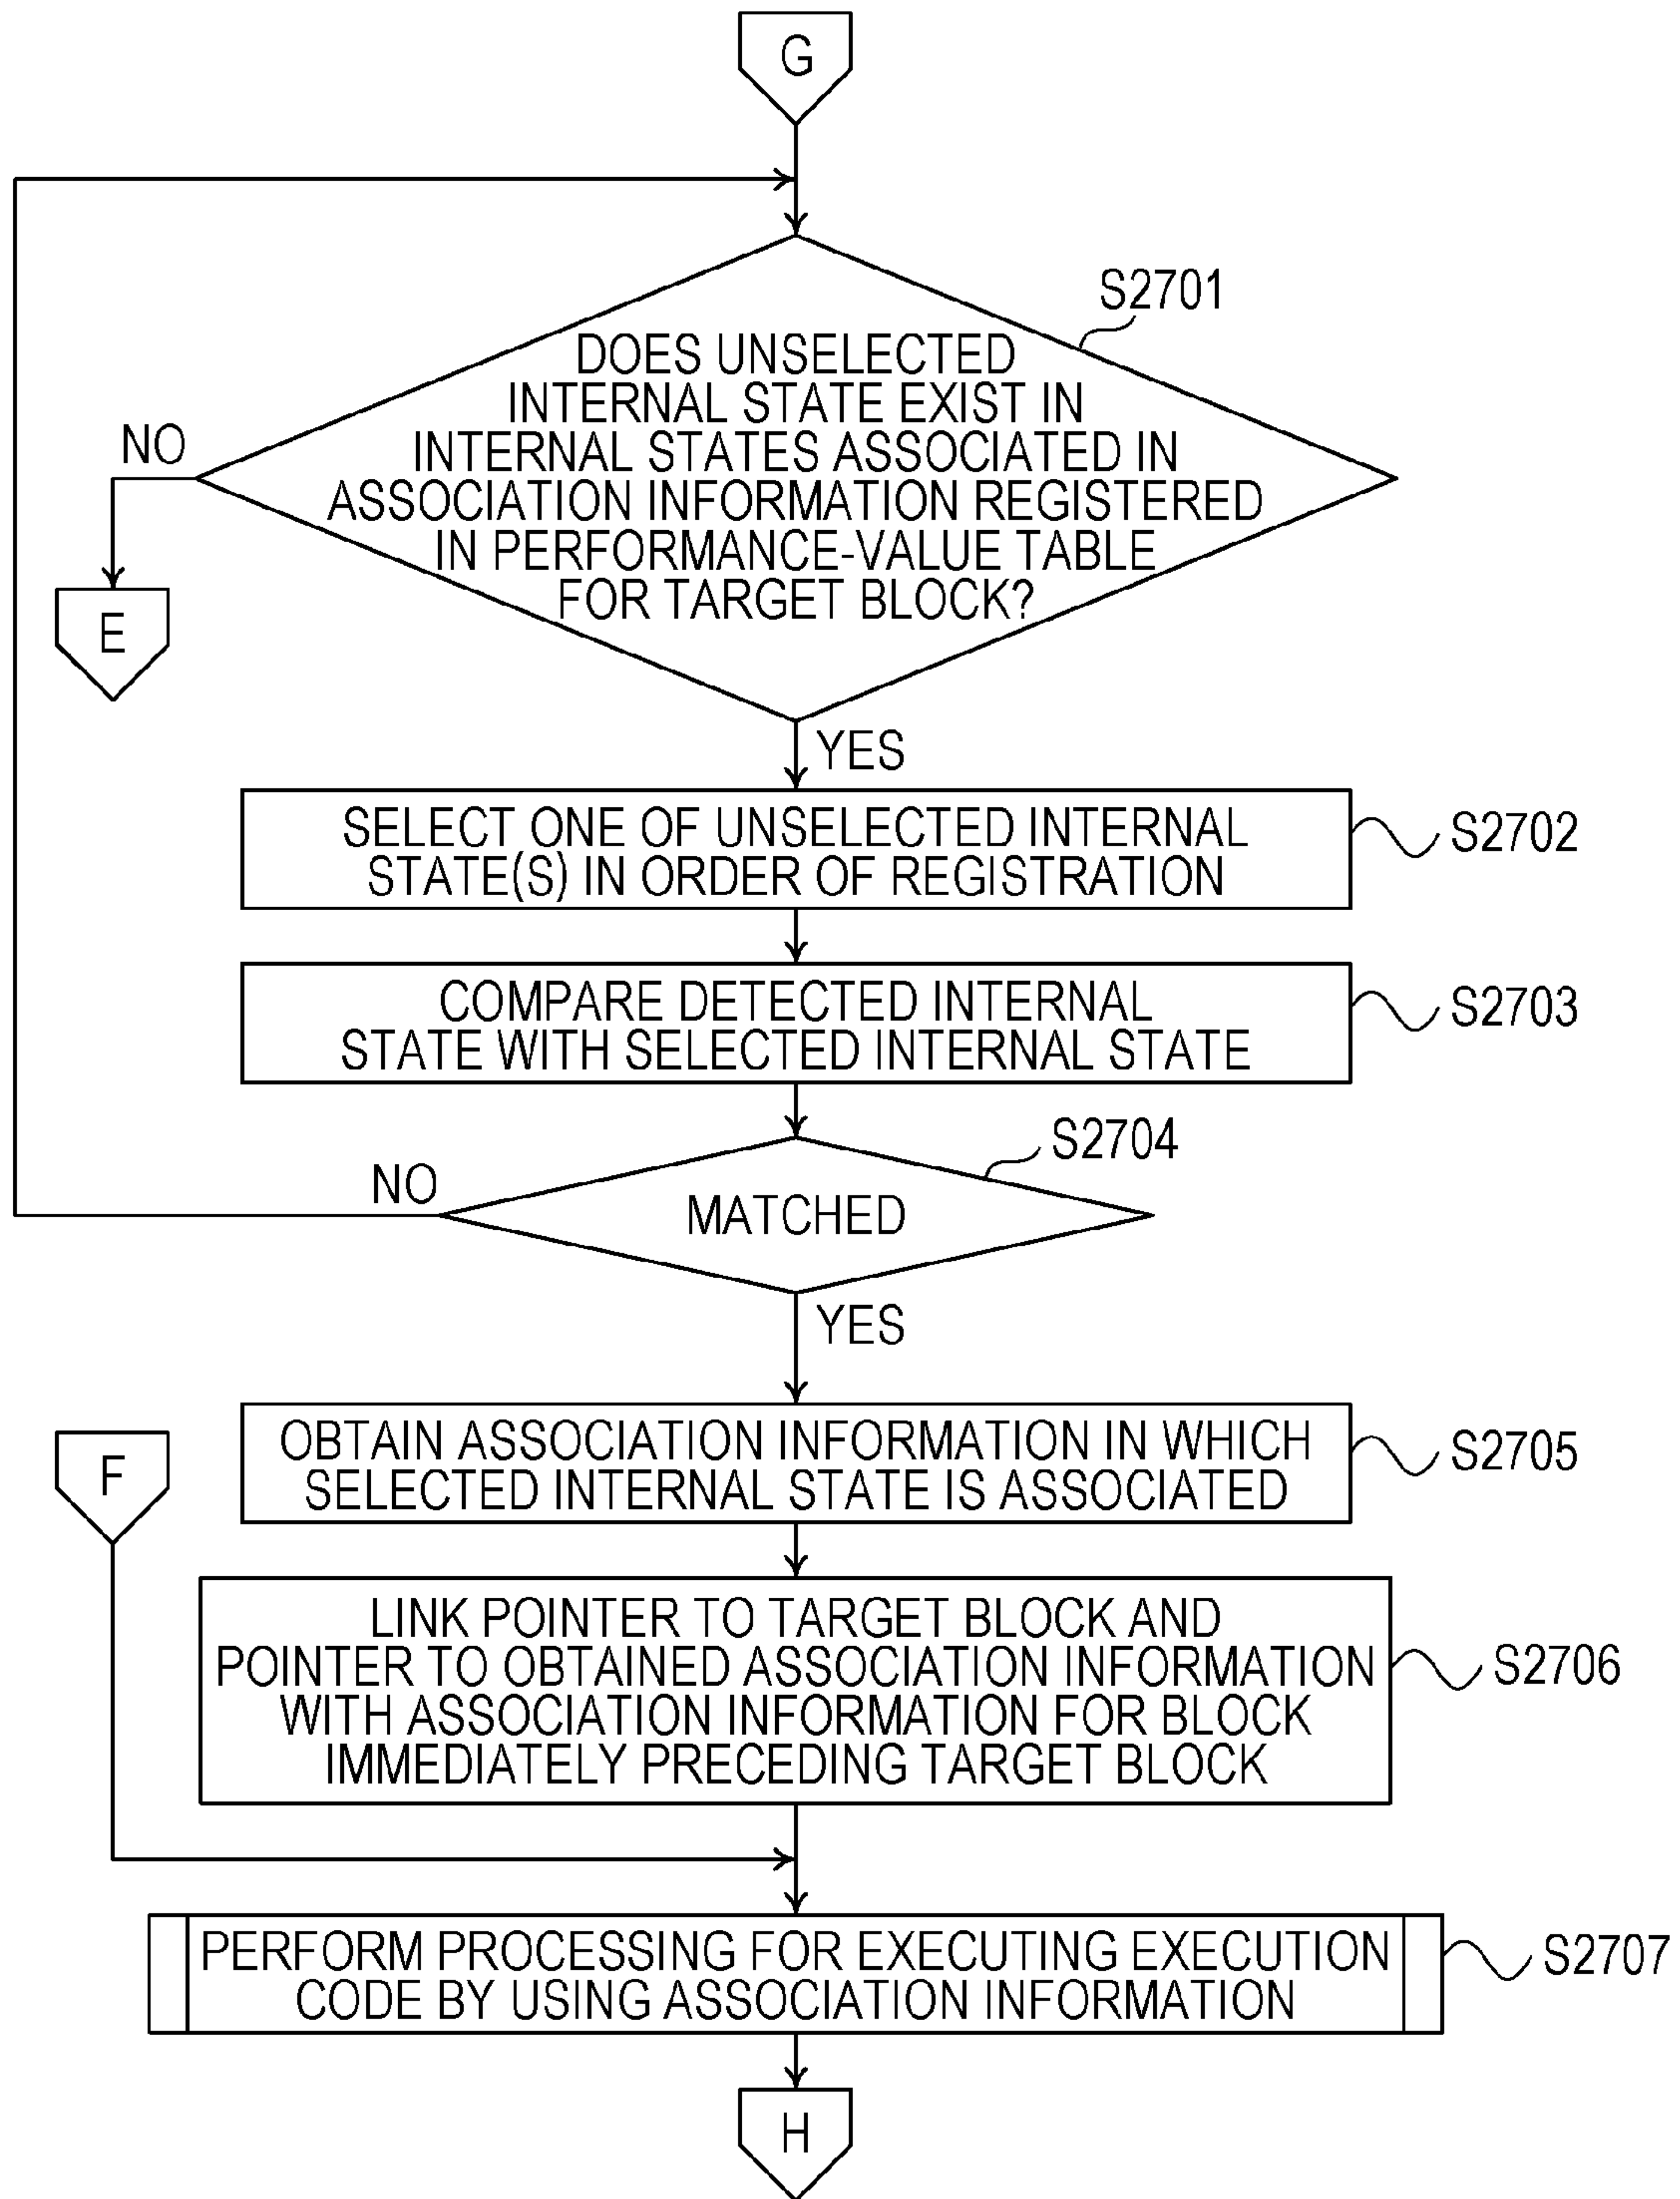 G
S2701
DOES UNSELECTED
INTERNAL STATE EXIST IN
INTERNAL STATES ASSOCIATED IN
ASSOCIATION INFORMATION REGISTERED
IN PERFORMANCE-VALUE TABLE
FOR TARGET BLOCK?
NO
E
YES
SELECT ONE OF UNSELECTED INTERNAL
STATE(S) IN ORDER OF REGISTRATION
S2702
COMPARE DETECTED INTERNAL
STATE WITH SELECTED INTERNAL STATE
S2703
S2704
NO
MATCHED
YES
OBTAIN ASSOCIATION INFORMATION IN WHICH
SELECTED INTERNAL STATE IS ASSOCIATED
S2705
F
LINK POINTER TO TARGET BLOCK AND
POINTER TO OBTAINED ASSOCIATION INFORMATION
WITH ASSOCIATION INFORMATION FOR BLOCK
IMMEDIATELY PRECEDING TARGET BLOCK
S2706
PERFORM PROCESSING FOR EXECUTING EXECUTION
CODE BY USING ASSOCIATION INFORMATION
S2707
H